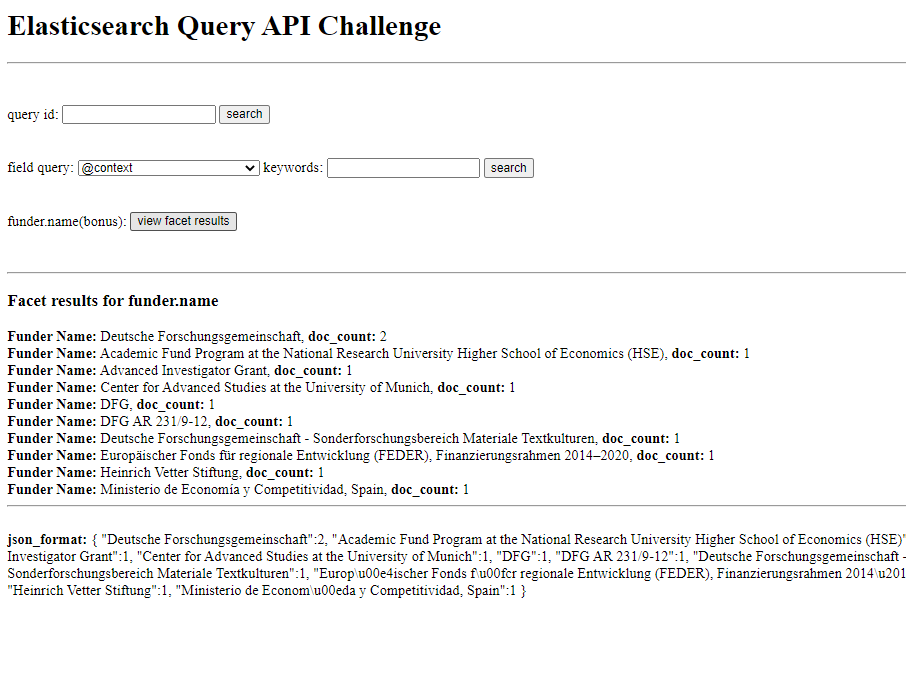 Elasticsearch Query API Challenge
query id: search
field query: @context keywords: search
funder.name(bonus): view facet results
Facet results for funder.name
Funder Name: Deutsche Forschungsgemeinschaft, doc_count: 2
Funder Name: Academic Fund Program at the National Research University Higher School of Economics (HSE), doc_count: 1
Funder Name: Advanced Investigator Grant, doc_count: 1
Funder Name: Center for Advanced Studies at the University of Munich, doc_count: 1
Funder Name: DFG, doc_count: 1
Funder Name: DFG AR 231/9-12, doc_count: 1
Funder Name: Deutsche Forschungsgemeinschaft - Sonderforschungsbereich Materiale Textkulturen, doc_count: 1
Funder Name: Europäischer Fonds für regionale Entwicklung (FEDER), Finanzierungsrahmen 2014–2020, doc_count: 1
Funder Name: Heinrich Vetter Stiftung, doc_count: 1
Funder Name: Ministerio de Economía y Competitividad, Spain, doc_count: 1
json_format: { "Deutsche Forschungsgemeinschaft":2, "Academic Fund Program at the National Research University Higher School of Economics (HSE)"
Investigator Grant":1, "Center for Advanced Studies at the University of Munich":1, "DFG":1, "DFG AR 231/9-12":1, "Deutsche Forschungsgemeinschaft -
Sonderforschungsbereich Materiale Textkulturen":1, "Europ\u00e4ischer Fonds f\u00fcr regionale Entwicklung (FEDER), Finanzierungsrahmen 2014\u201
"Heinrich Vetter Stiftung":1, "Ministerio de Econom\u00eda y Competitividad, Spain":1 }